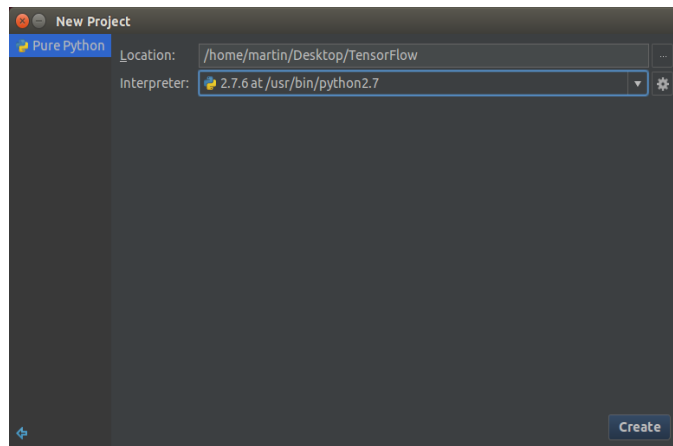 New Project
Pure Python
Location: /home/martin/Desktop/TensorFlow ...
Interpreter: 2.7.6 at /usr/bin/python2.7
Create